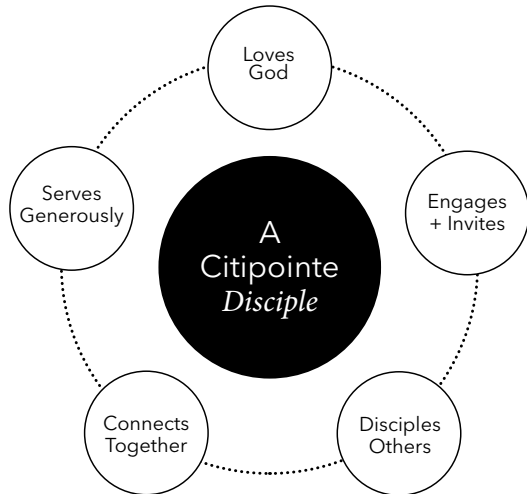 Loves
God
Serves
Generously
Engages
+ Invites
A
Citipointe
Disciple
Connects
Together
Disciples
Others